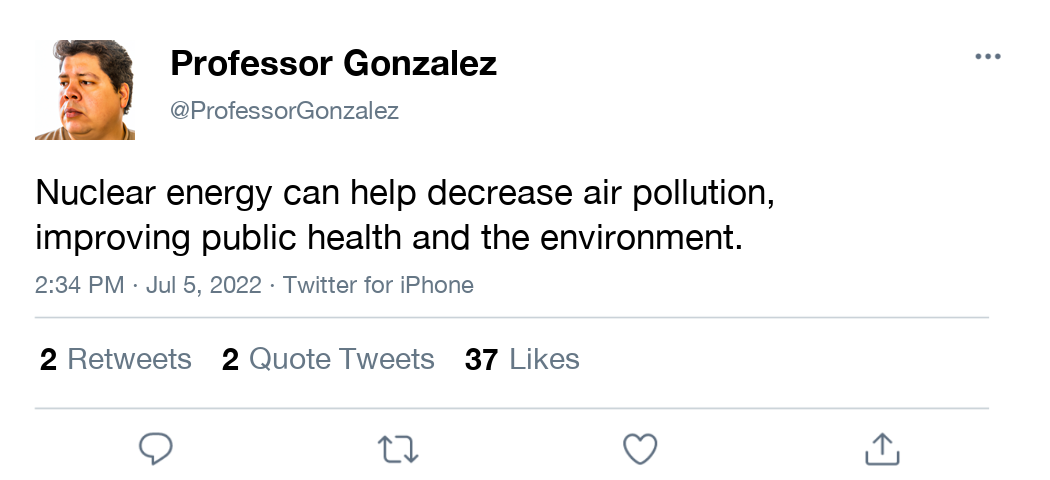 Professor Gonzalez
@ProfessorGonzalez
Nuclear energy can help decrease air pollution,
improving public health and the environment.
2:34 PM · Jul 5, 2022 · Twitter for iPhone
2 Retweets 2 Quote Tweets 37 Likes